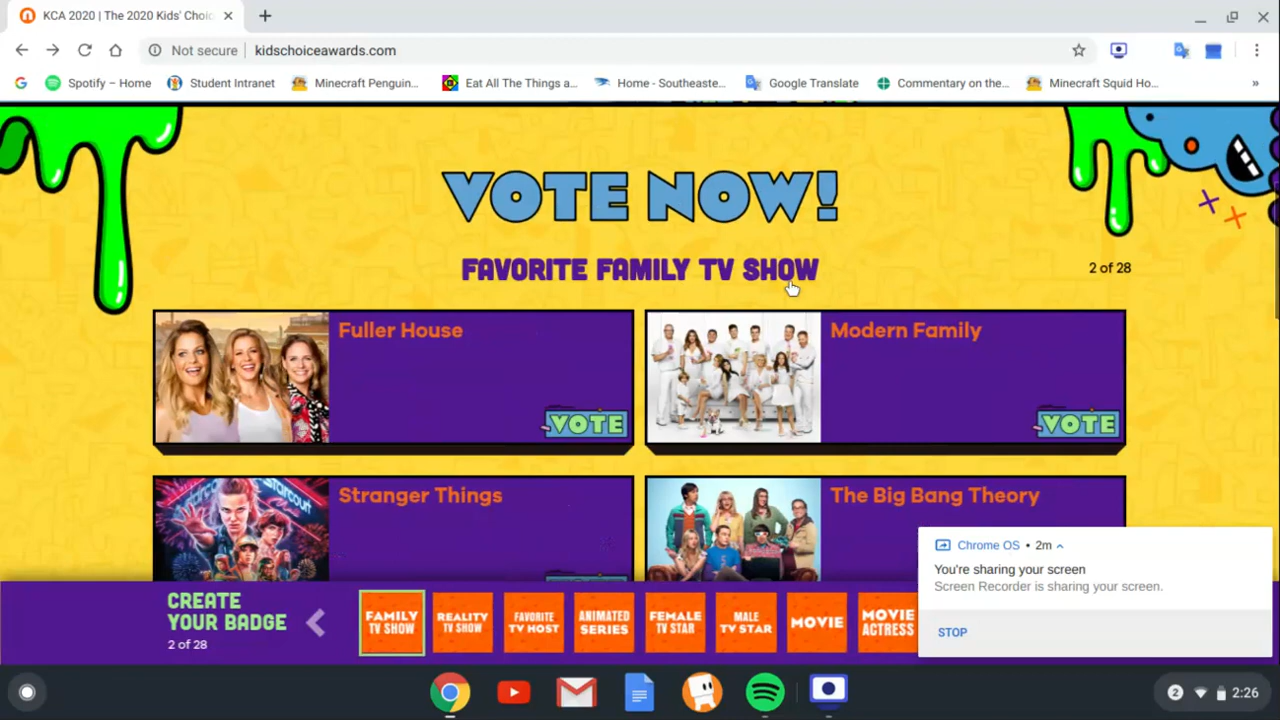 KCA 2020 | The 2020 Kids' Choic
Not secure
kidschoiceawards.com
Spotify – Home
Student Intranet
Minecraft Penguin...
Eat All The Things a...
Home - Southeaste...
Google Translate
Commentary on the...
Minecraft Squid Ho...
»
VOTE NOW!
FAVORITE FAMILY TV SHOW
2 of 28
Fuller House
VOTE
Modern Family
VOTE
Stranger Things
The Big Bang Theory
CREATE
YOUR BADGE
2 of 28
FAMILY
TV SHOW
REALITY
TV SHOW
FAVORITE
TV HOST
ANIMATED
SERIES
FEMALE
TV STAR
MALE
TV STAR
MOVIE
MOVIE
ACTRESS
Chrome OS • 2m
You're sharing your screen
Screen Recorder is sharing your screen.
STOP
2
2:26